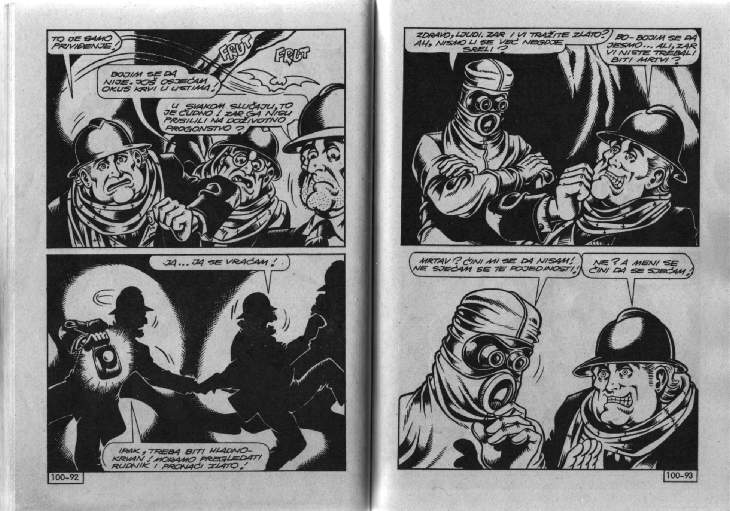 TO JE SAMO
PRIVIĐENJE!
FRUT
FRUT
BOJIM SE DA
NIJE. JOŠ OSJEĆAM
OKUS KRVI U USTIMA!
U SVAKOM SLUČAJU, TO
JE ČUDNO! ZAR GA NISU
PRISILILI NA DOŽIVOTNO
PROGONSTVO?
JA... JA SE VRAĆAM!
IPAK, TREBA BITI HLADNO-
KRVAN! MORAMO PREGLEDATI
RUDNIK I PRONAĆI ZLATO!
100-92
ZDRAVO, LJUDI, ZAR I VI TRAŽITE ZLATO?
AH, NISMO LI SE VEĆ NEGDJE
SRELI?
BO-BOJIM SE DA
JESMO... ALI, ZAR
VI NISTE TREBALI
BITI MRTVI?
MRTAV? ČINI MI SE DA NISAM!
NE SJEĆAM SE TE POJEDINOSTI!
NE? A MENI SE
ČINI DA SE SJEĆAM!
100-93